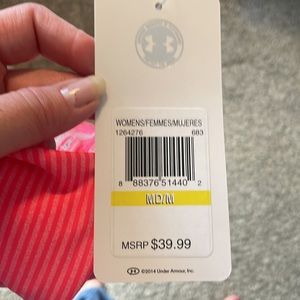 WOMENS/FEMMES/MUJERES
1264276 683
8 88376 51440 2
MD/M
MSRP $39.99
©2014 Under Armour, Inc.